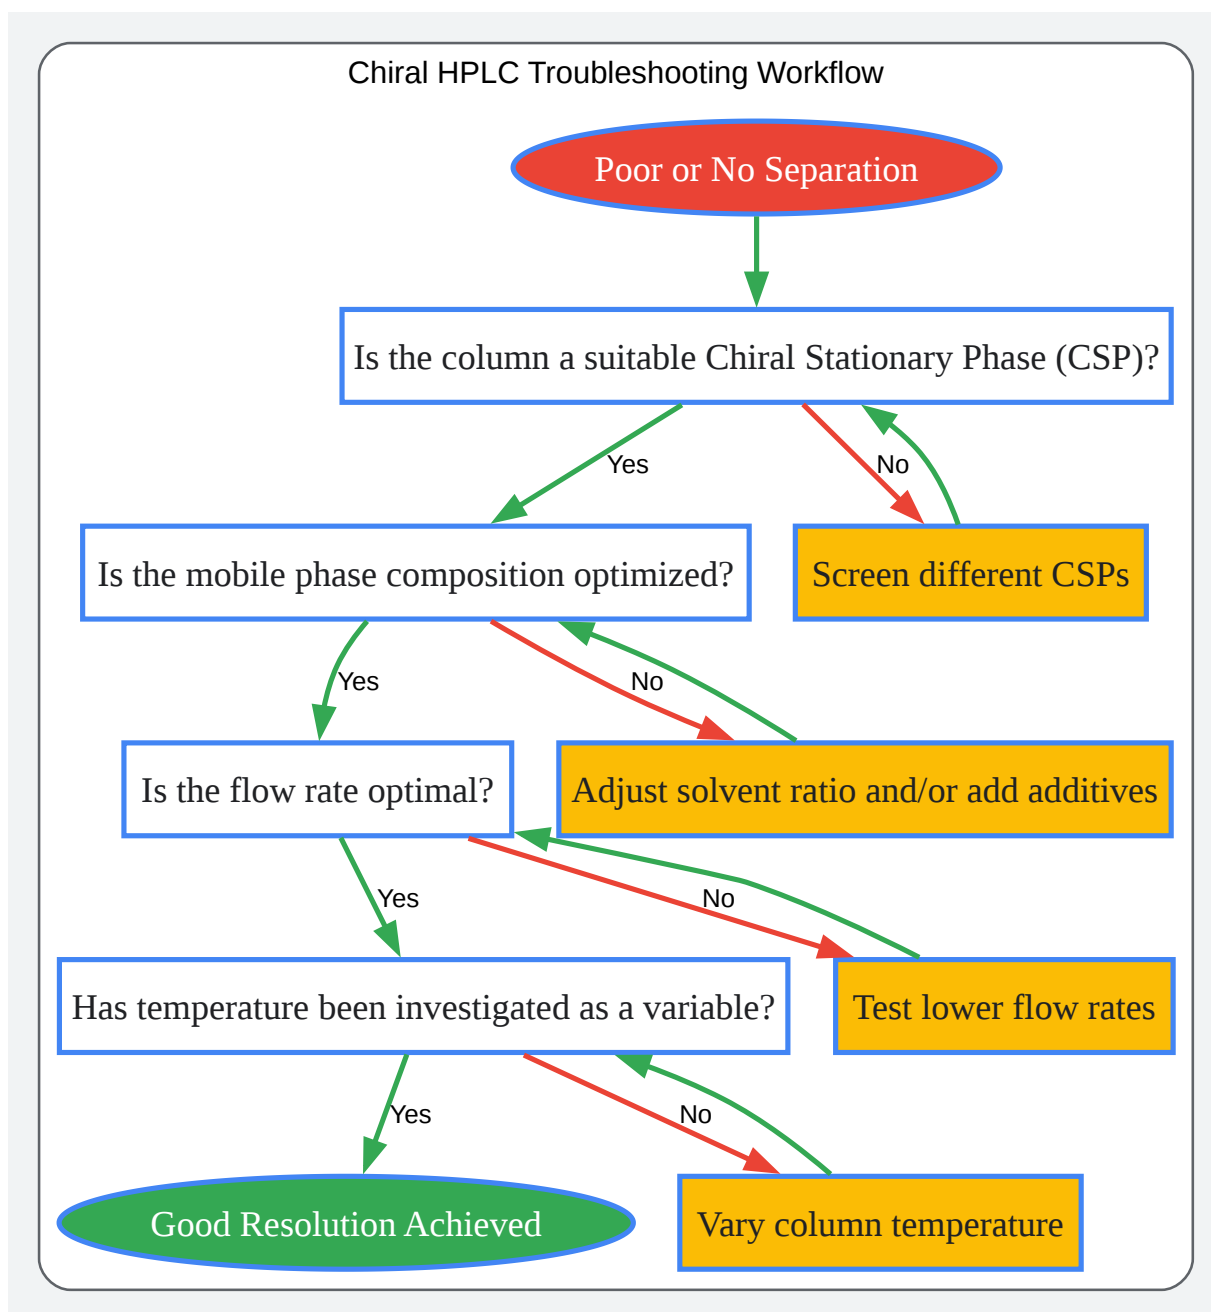 Chiral HPLC Troubleshooting Workflow
Poor or No Separation
Is the column a suitable Chiral Stationary Phase (CSP)?
Yes
No
Is the mobile phase composition optimized?
Screen different CSPs
Yes
No
Is the flow rate optimal?
Adjust solvent ratio and/or add additives
Yes
No
Has temperature been investigated as a variable?
Test lower flow rates
Yes
No
Good Resolution Achieved
Vary column temperature